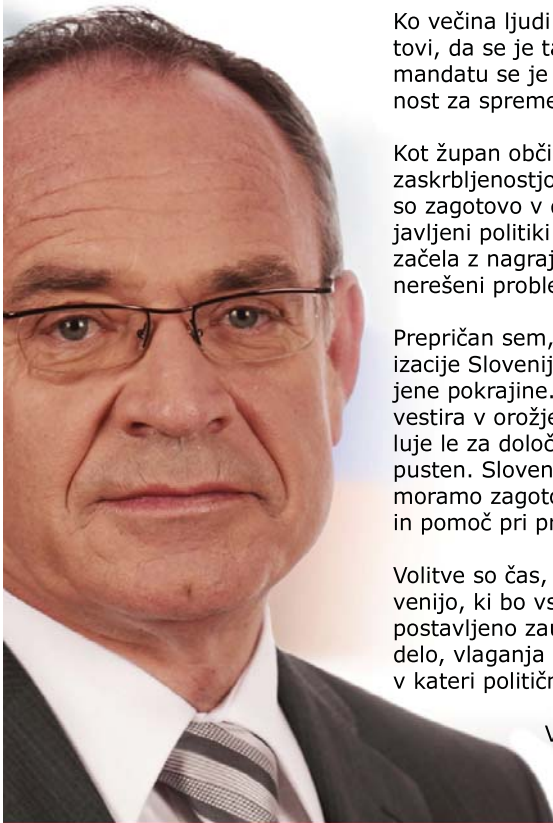 Ko večina ljudi
tovi, da se je ta
mandatu se je
nost za spreme
Kot župan obči
zaskrbljenostjo
so zagotovo v
javljeni politiki
začela z nagraj
nerešeni proble
Prepričan sem,
izacije Slovenij
jene pokrajine.
vestira v orožje
luje le za določ
pusten. Sloven
moramo zagoto
in pomoč pri pr
Volitve so čas,
venijo, ki bo vs
postavljeno zau
delo, vlaganja
v kateri političn
V